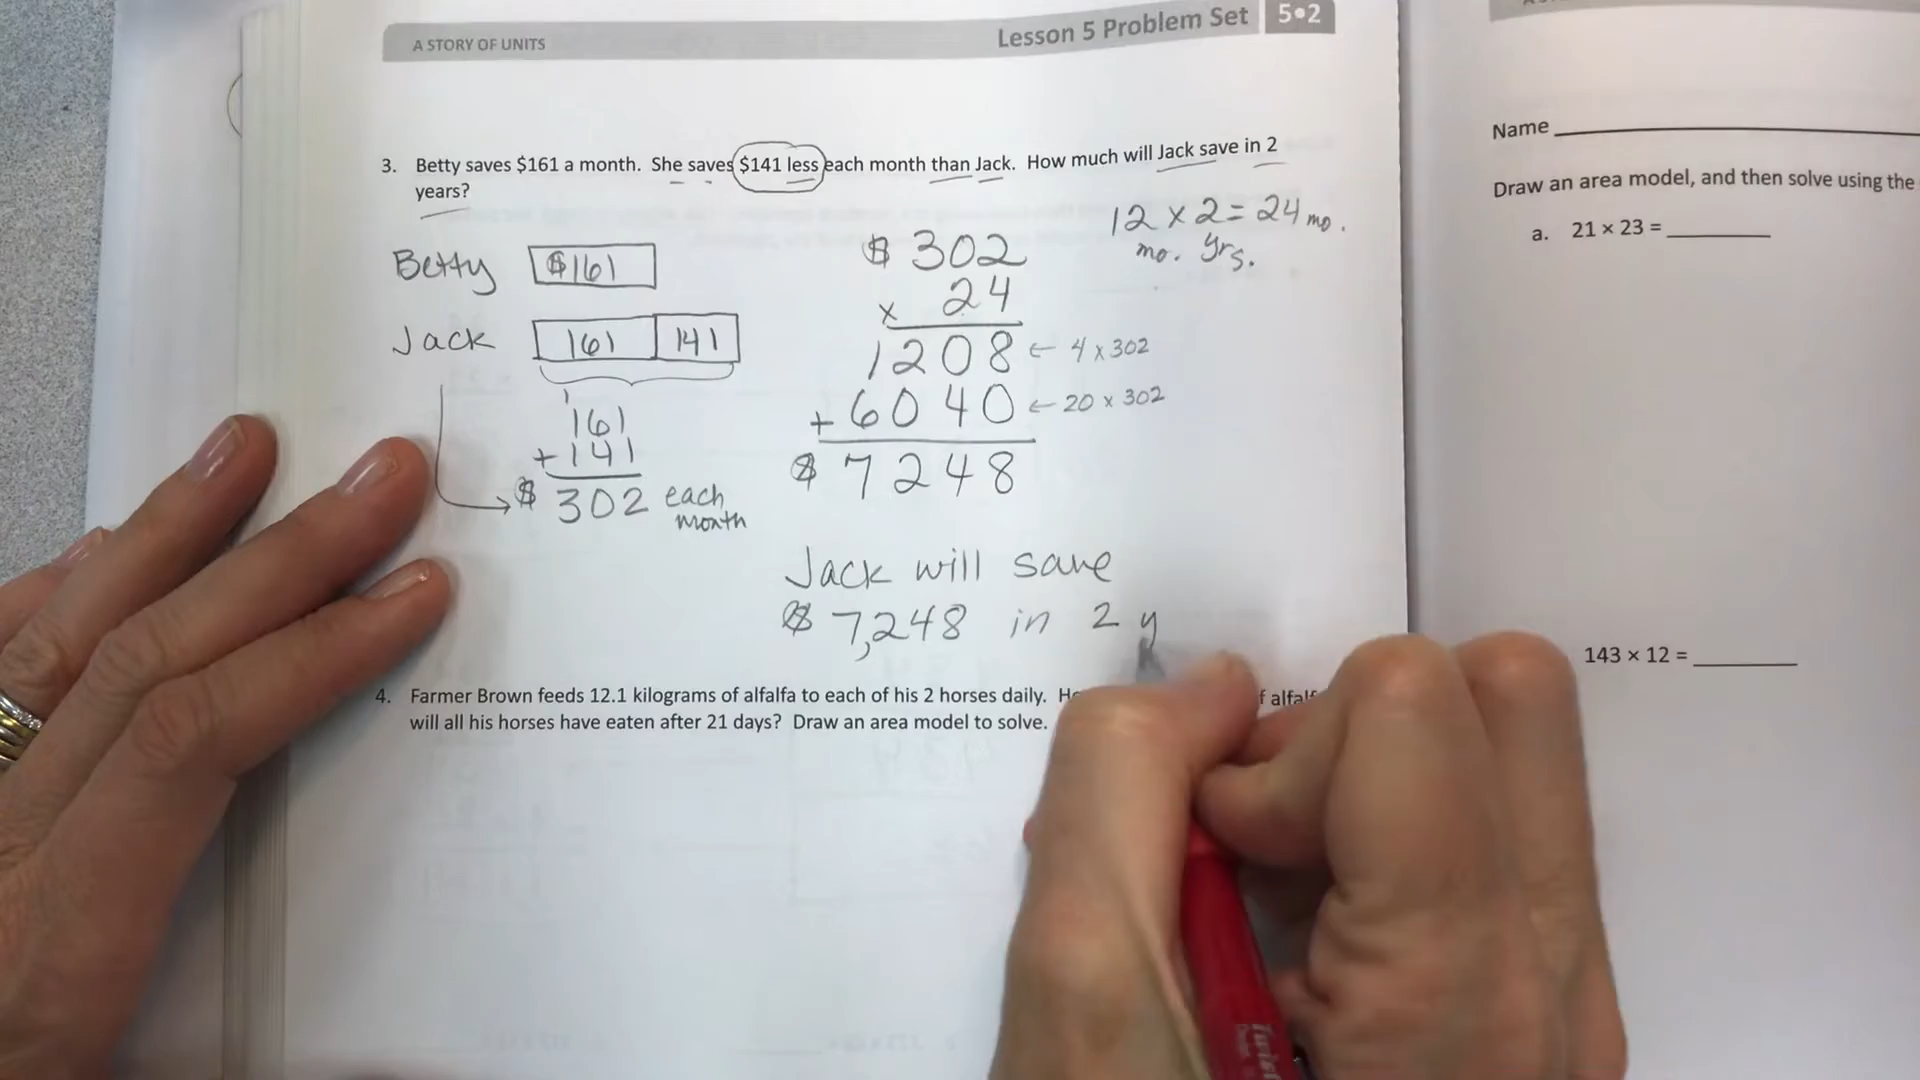 A STORY OF UNITS
Lesson 5 Problem Set 5•2
3. Betty saves $161 a month. She saves $141 less each month than Jack. How much will Jack save in 2
years?
12 x 2 = 24 mo.
mo. yrs.
Betty $161
Jack 161 141
1
161
+141
$ 302 each
month
$ 302
x 24
1208 ← 4 x 302
+ 6040 ← 20 x 302
$ 7248
Jack will save
$ 7,248 in 2 y
4. Farmer Brown feeds 12.1 kilograms of alfalfa to each of his 2 horses daily.
will all his horses have eaten after 21 days? Draw an area model to solve.
Name
Draw an area model, and then solve using the
a. 21 × 23 =
143 × 12 =